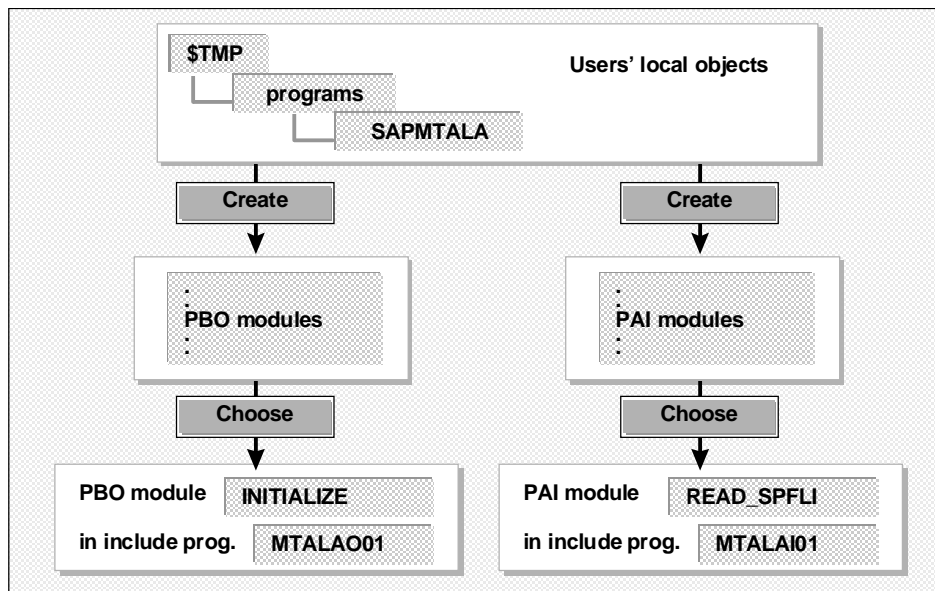 $TMP
Users' local objects
programs
SAPMTALA
Create
Create
.
.
PBO modules
.
.
.
.
PAI modules
.
.
Choose
Choose
PBO module INITIALIZE
in include prog. MTALAO01
PAI module READ_SPFLI
in include prog. MTALAI01